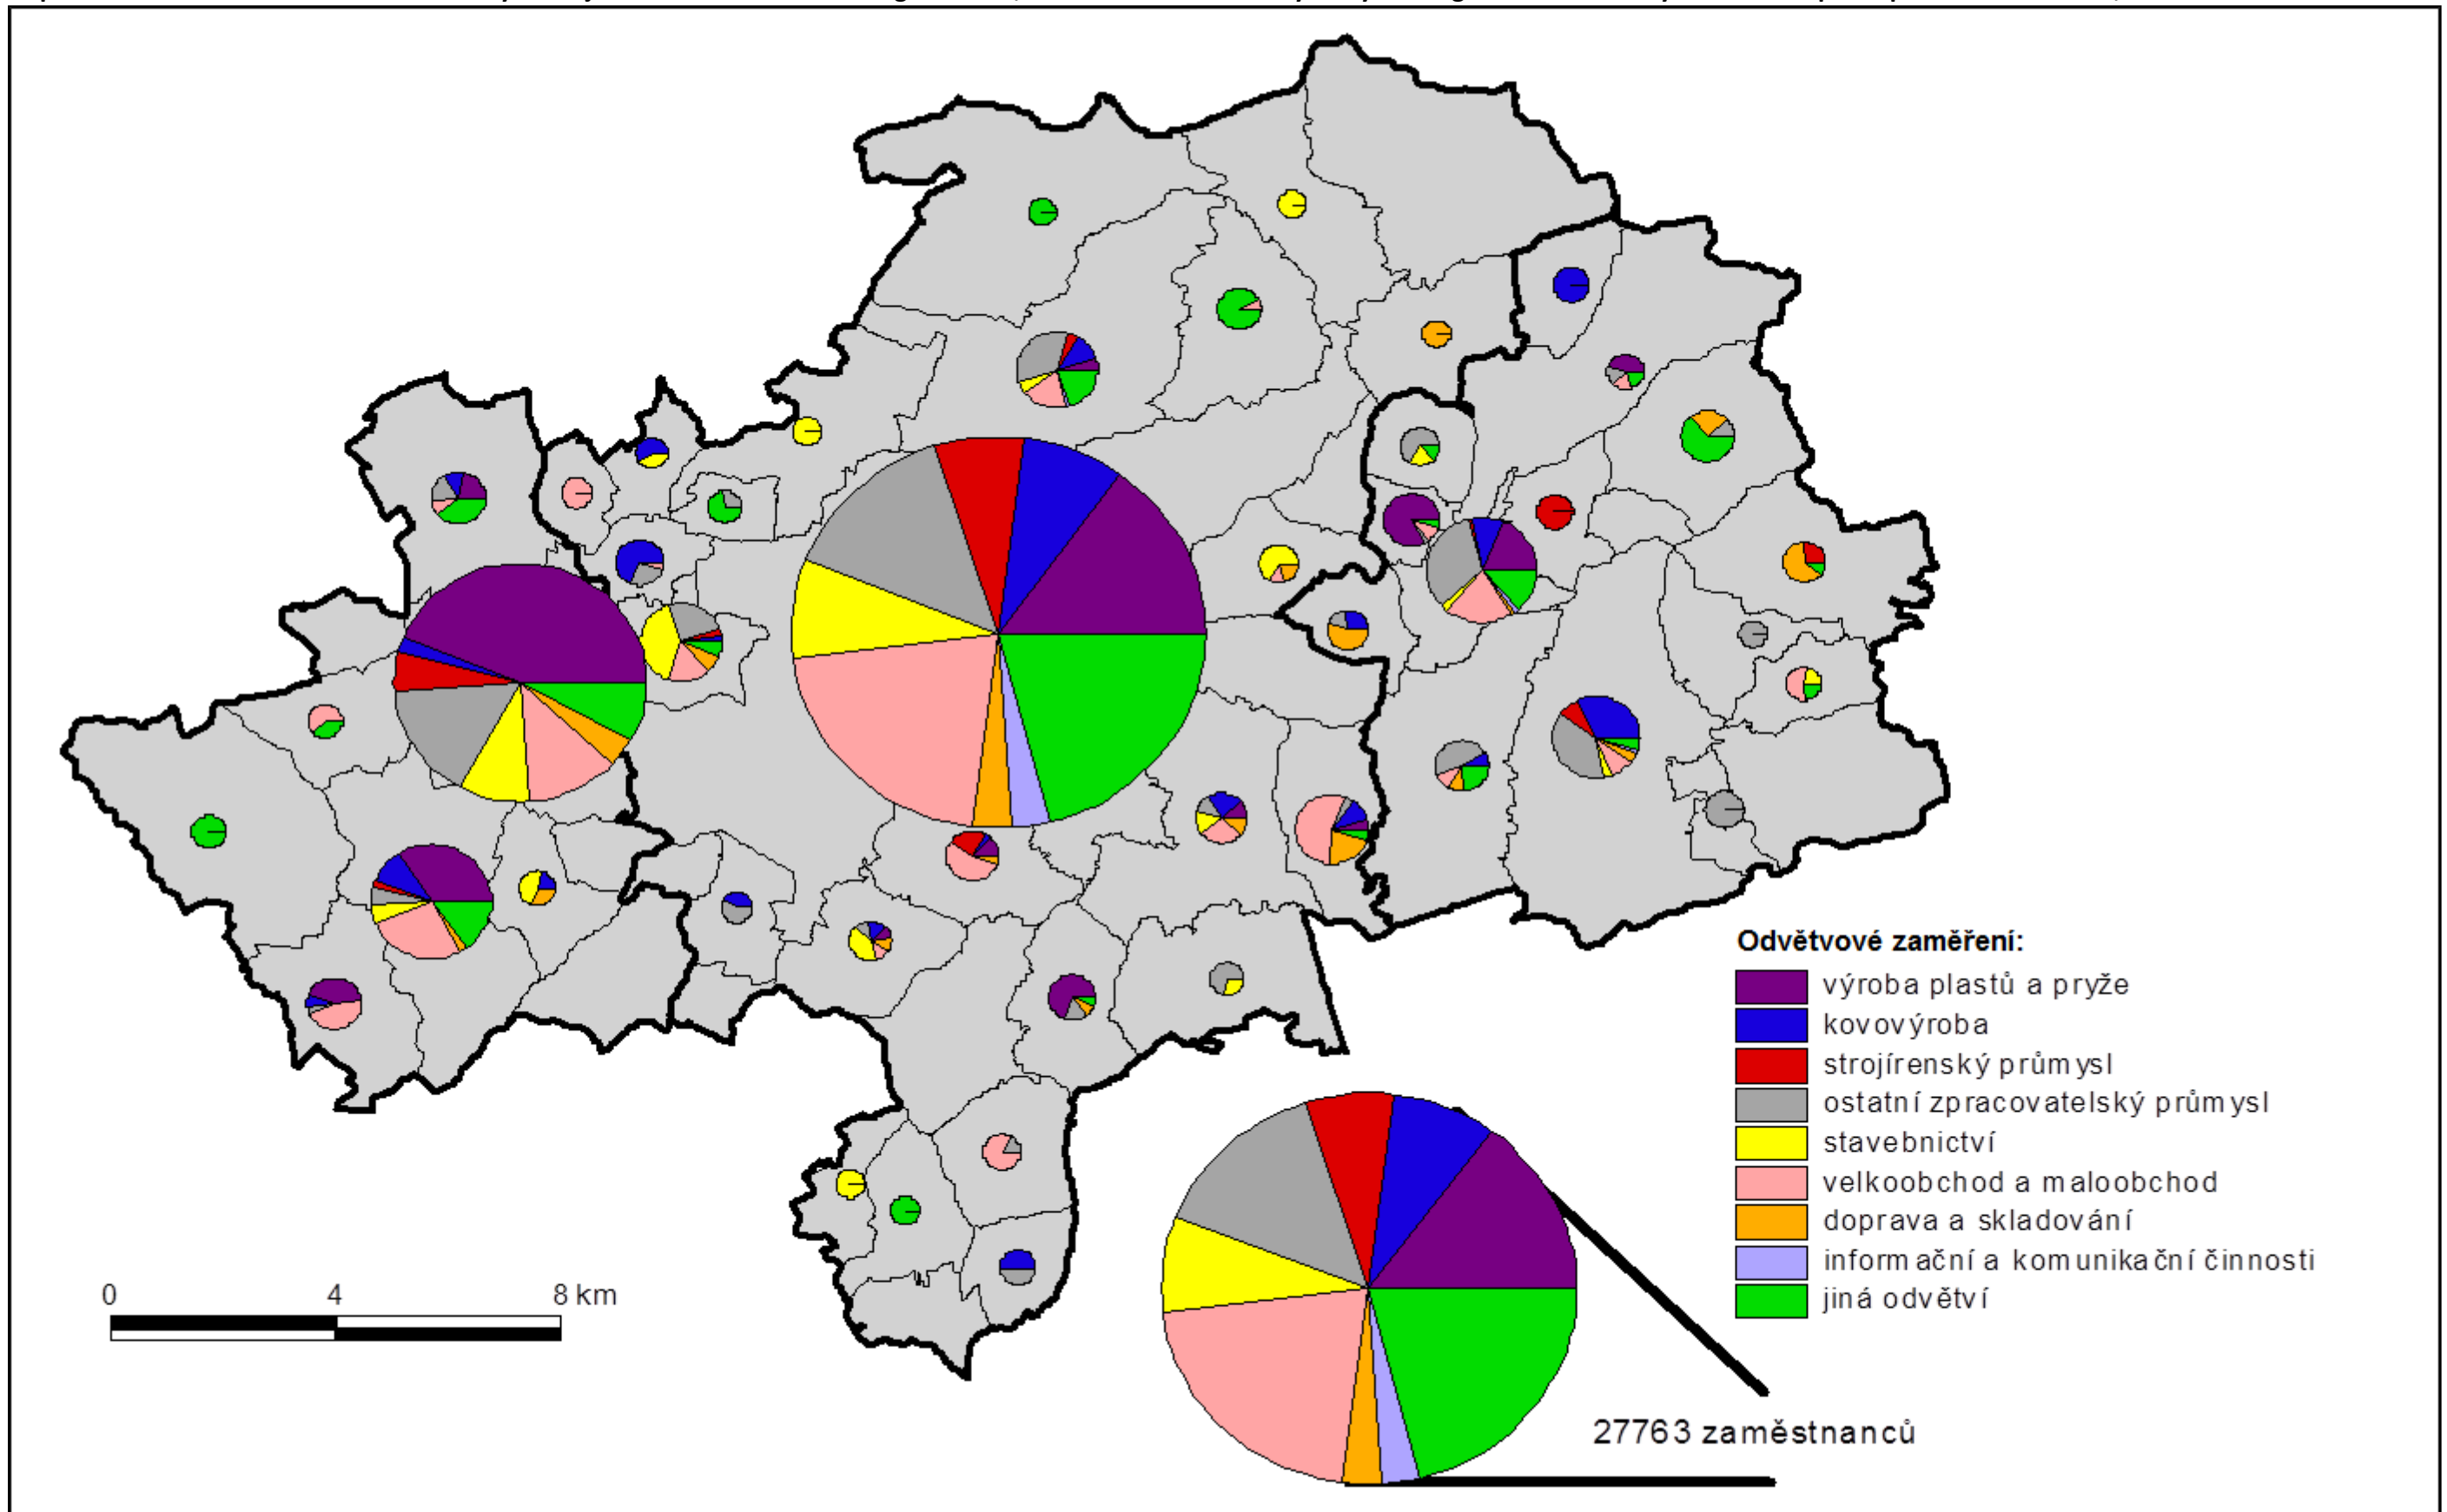 Odvětvové zaměření:
výroba plastů a pryže
kovovýroba
strojírenský průmysl
ostatní zpracovatelský průmysl
stavebnictví
velkoobchod a maloobchod
doprava a skladování
informační a komunikační činnosti
jiná odvětví
0 4 8 km
27763 zaměstnanců